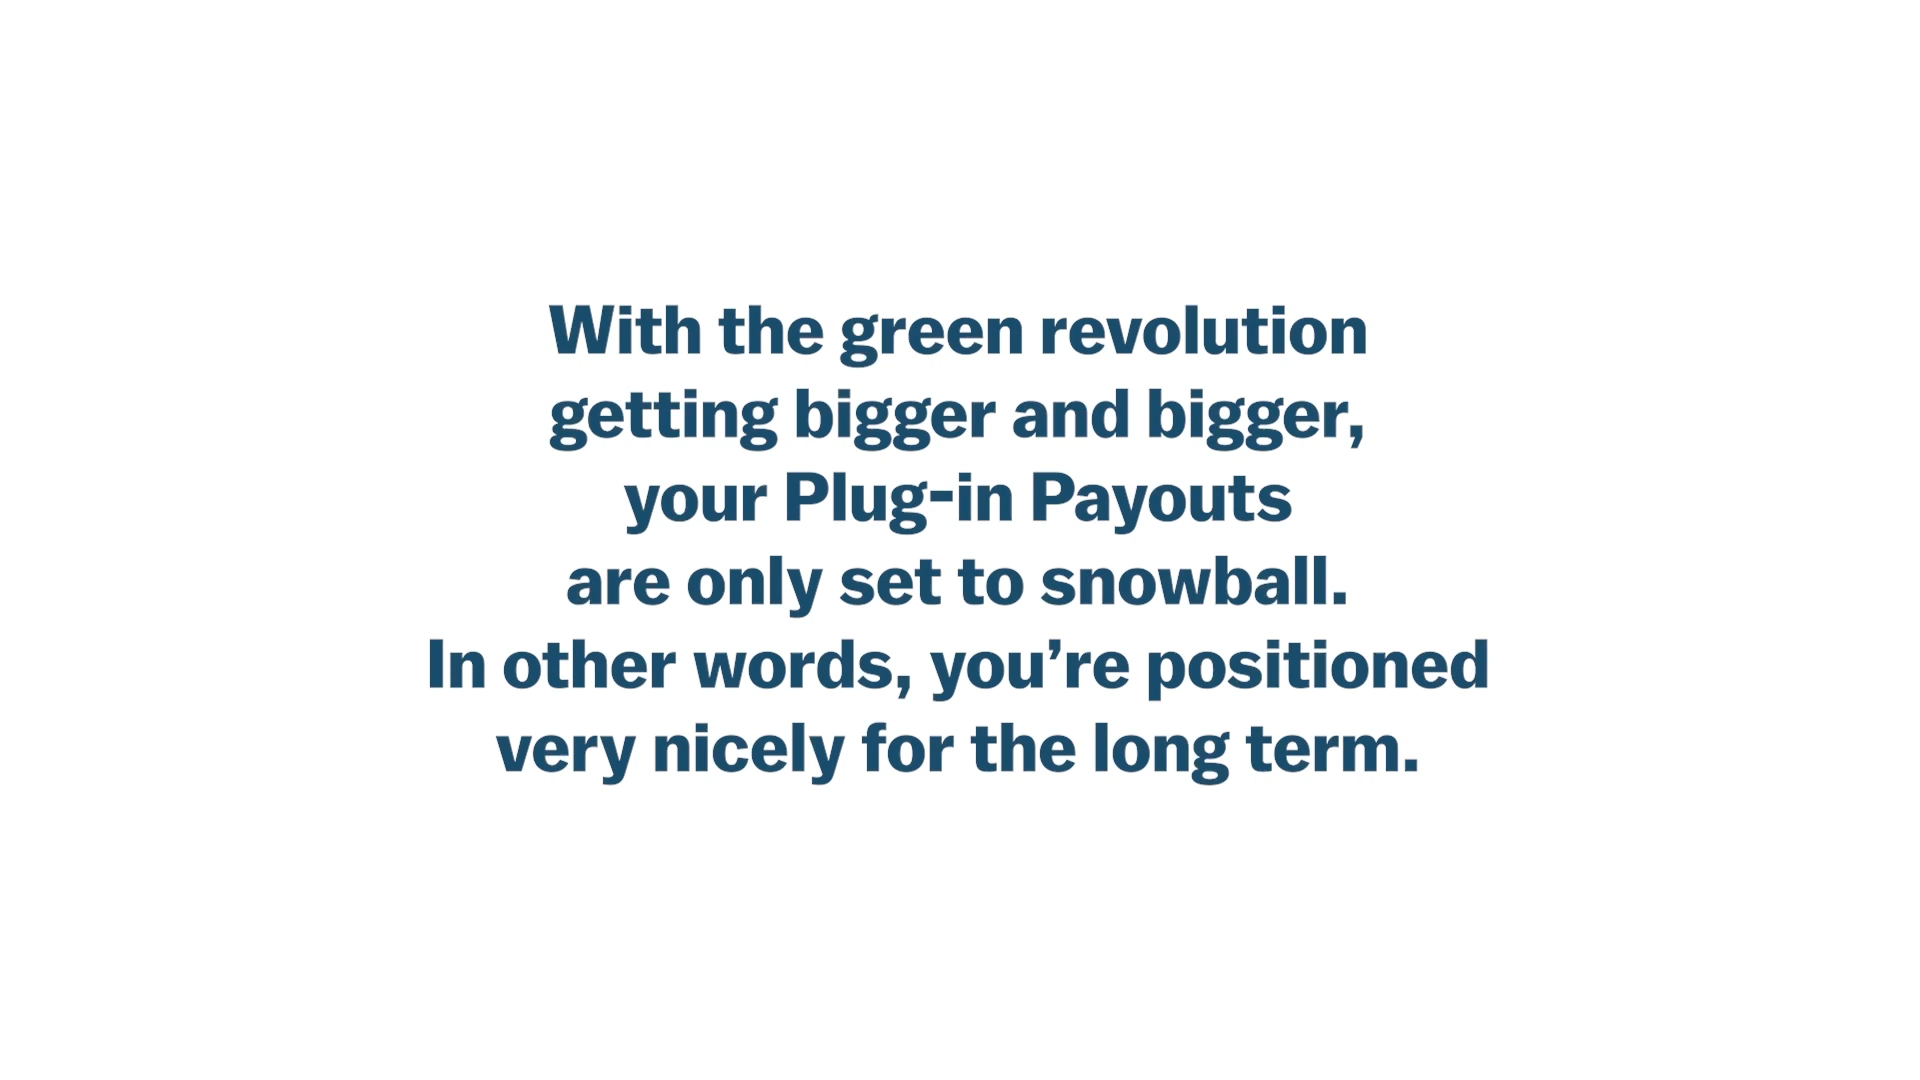 With the green revolution
getting bigger and bigger,
your Plug-in Payouts
are only set to snowball.
In other words, you’re positioned
very nicely for the long term.